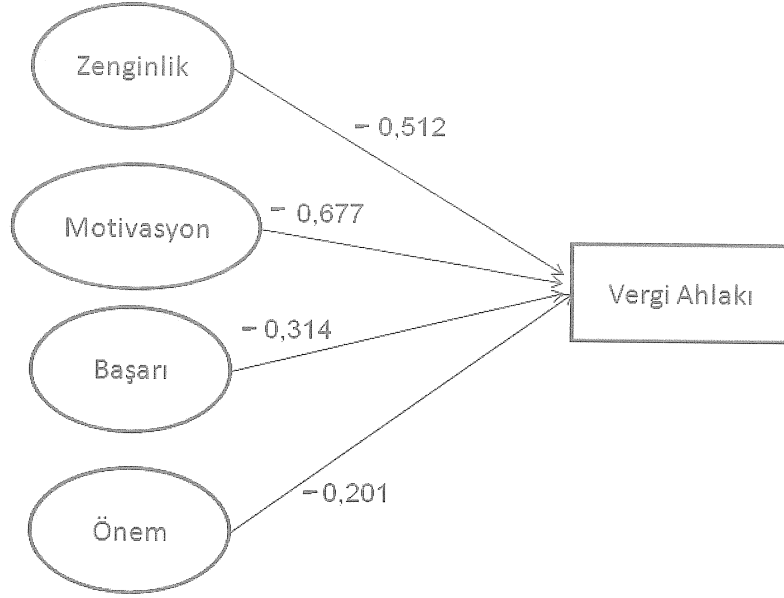 Zenginlik
− 0,512
Motivasyon
− 0,677
Vergi Ahlakı
− 0,314
Başarı
−0,201
Önem